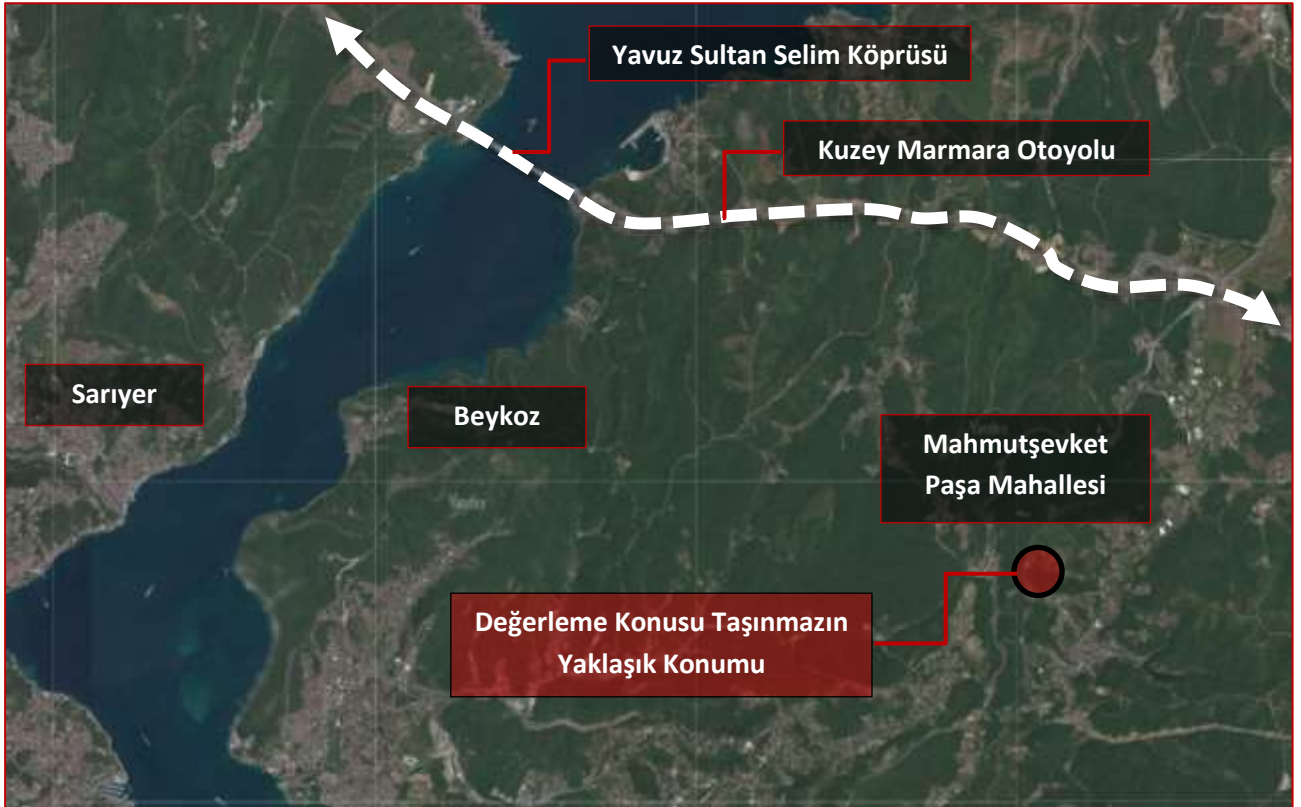 Yavuz Sultan Selim Köprüsü
Kuzey Marmara Otoyolu
Sarıyer
Beykoz
Mahmutşevket
Paşa Mahallesi
Değerleme Konusu Taşınmazın
Yaklaşık Konumu